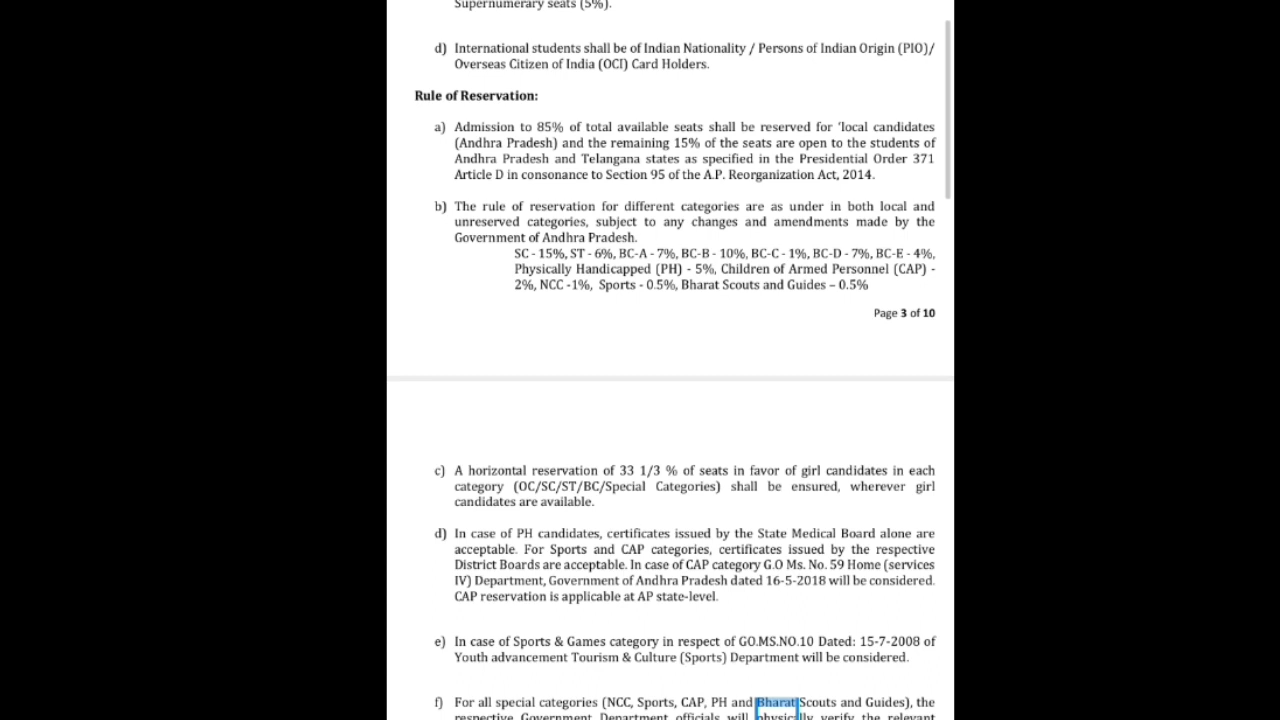 Supernumerary seats (5%).
d) International students shall be of Indian Nationality / Persons of Indian Origin (PIO)/
Overseas Citizen of India (OCI) Card Holders.
Rule of Reservation:
a) Admission to 85% of total available seats shall be reserved for 'local candidates
(Andhra Pradesh) and the remaining 15% of the seats are open to the students of
Andhra Pradesh and Telangana states as specified in the Presidential Order 371
Article D in consonance to Section 95 of the A.P. Reorganization Act, 2014.
b) The rule of reservation for different categories are as under in both local and
unreserved categories, subject to any changes and amendments made by the
Government of Andhra Pradesh.
SC - 15%, ST - 6%, BC-A - 7%, BC-B - 10%, BC-C - 1%, BC-D - 7%, BC-E - 4%,
Physically Handicapped (PH) - 5%, Children of Armed Personnel (CAP) -
2%, NCC -1%, Sports - 0.5%, Bharat Scouts and Guides – 0.5%
Page 3 of 10
c) A horizontal reservation of 33 1/3 % of seats in favor of girl candidates in each
category (OC/SC/ST/BC/Special Categories) shall be ensured, wherever girl
candidates are available.
d) In case of PH candidates, certificates issued by the State Medical Board alone are
acceptable. For Sports and CAP categories, certificates issued by the respective
District Boards are acceptable. In case of CAP category G.O Ms. No. 59 Home (services
IV) Department, Government of Andhra Pradesh dated 16-5-2018 will be considered.
CAP reservation is applicable at AP state-level.
e) In case of Sports & Games category in respect of GO.MS.NO.10 Dated: 15-7-2008 of
Youth advancement Tourism & Culture (Sports) Department will be considered.
f) For all special categories (NCC, Sports, CAP, PH and Bharat Scouts and Guides), the
respective Government Department officials will physically verify the relevant